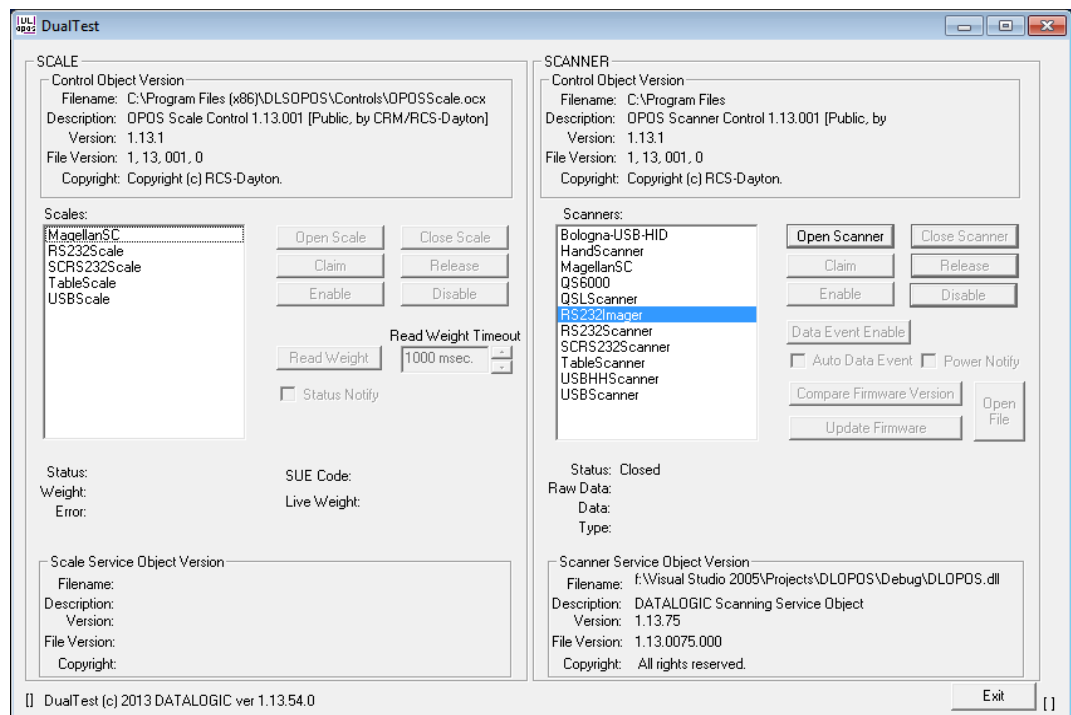 DualTest
SCALE
Control Object Version
Filename: C:\Program Files (x86)\DLSOPOS\Controls\OPOSScale.ocx
Description: OPOS Scale Control 1.13.001 [Public, by CRM/RCS-Dayton]
Version: 1.13.1
File Version: 1, 13, 001, 0
Copyright: Copyright (c) RCS-Dayton.
Scales:
MagellanSC
RS232Scale
SCRS232Scale
TableScale
USBScale
Open Scale Close Scale
Claim Release
Enable Disable
Read Weight Timeout
Read Weight 1000 msec.
Status Notify
Status:
Weight:
Error:
SUE Code:
Live Weight:
Scale Service Object Version
Filename:
Description:
Version:
File Version:
Copyright:
SCANNER
Control Object Version
Filename: C:\Program Files
Description: OPOS Scanner Control 1.13.001 [Public, by
Version: 1.13.1
File Version: 1, 13, 001, 0
Copyright: Copyright (c) RCS-Dayton.
Scanners:
Bologna-USB-HID
HandScanner
MagellanSC
QS6000
QSLScanner
RS232Imager
RS232Scanner
SCRS232Scanner
TableScanner
USBHHScanner
USBScanner
Open Scanner Close Scanner
Claim Release
Enable Disable
Data Event Enable
Auto Data Event Power Notify
Compare Firmware Version
Update Firmware
Open
File
Status: Closed
Raw Data:
Data:
Type:
Scanner Service Object Version
Filename: f:\Visual Studio 2005\Projects\DLOPOS\Debug\DLOPOS.dll
Description: DATALOGIC Scanning Service Object
Version: 1.13.75
File Version: 1.13.0075.000
Copyright: All rights reserved.
[] DualTest (c) 2013 DATALOGIC ver 1.13.54.0
Exit
[ ]